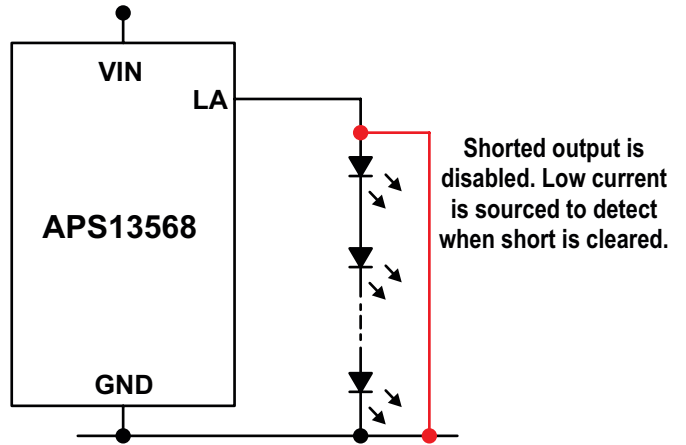 VIN
LA
APS13568
GND
Shorted output is
disabled. Low current
is sourced to detect
when short is cleared.